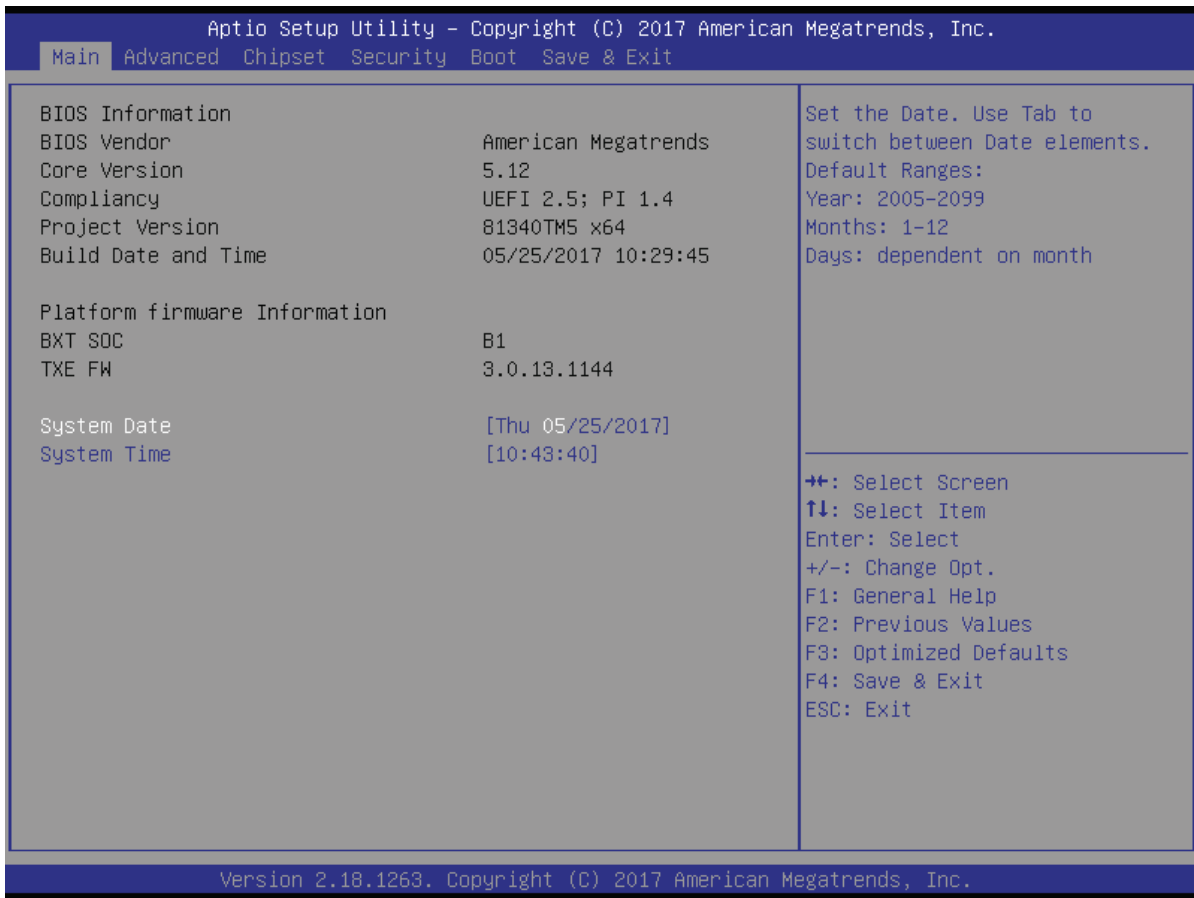 Aptio Setup Utility – Copyright (C) 2017 American Megatrends, Inc.
Main Advanced Chipset Security Boot Save & Exit
BIOS Information
BIOS Vendor American Megatrends
Core Version 5.12
Compliancy UEFI 2.5; PI 1.4
Project Version 81340TM5 x64
Build Date and Time 05/25/2017 10:29:45
Platform firmware Information
BXT SOC B1
TXE FW 3.0.13.1144
System Date [Thu 05/25/2017]
System Time [10:43:40]
Set the Date. Use Tab to
switch between Date elements.
Default Ranges:
Year: 2005-2099
Months: 1-12
Days: dependent on month
→←: Select Screen
↑↓: Select Item
Enter: Select
+/-: Change Opt.
F1: General Help
F2: Previous Values
F3: Optimized Defaults
F4: Save & Exit
ESC: Exit
Version 2.18.1263. Copyright (C) 2017 American Megatrends, Inc.